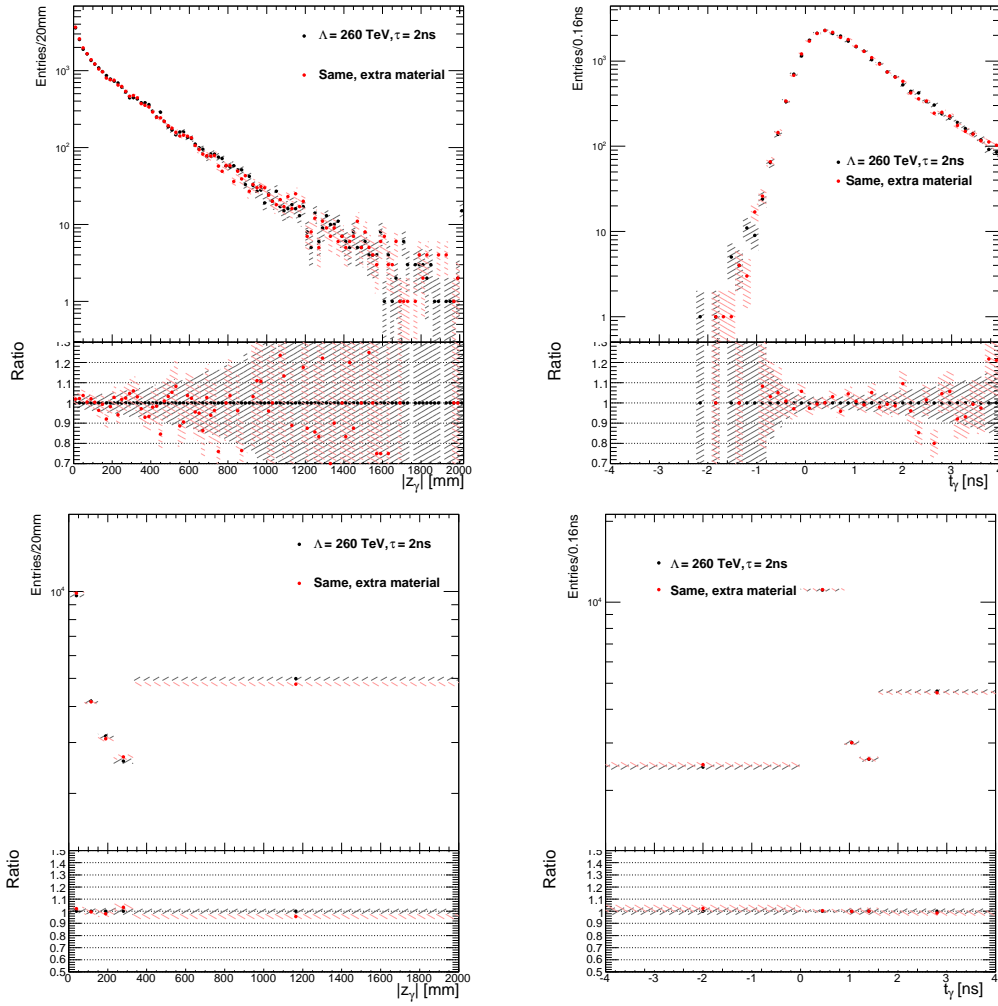 Entries/20mm
Λ = 260 TeV, τ = 2ns
Same, extra material
10³
10²
10
1
Ratio
1.3
1.2
1.1
1
0.9
0.8
0.7
0 200 400 600 800 1000 1200 1400 1600 1800 2000
|z_γ| [mm]
Entries/0.16ns
10³
10²
10
1
Λ = 260 TeV, τ = 2ns
Same, extra material
Ratio
1.3
1.2
1.1
1
0.9
0.8
0.7
-4 -3 -2 -1 0 1 2 3 4
t_γ [ns]
Entries/20mm
Λ = 260 TeV, τ = 2ns
Same, extra material
10⁴
Ratio
1.5
1.4
1.3
1.2
1.1
1
0.9
0.8
0.7
0.6
0.5
0 200 400 600 800 1000 1200 1400 1600 1800 2000
|z_γ| [mm]
Entries/0.16ns
Λ = 260 TeV, τ = 2ns
Same, extra material
10⁴
Ratio
1.5
1.4
1.3
1.2
1.1
1
0.9
0.8
0.7
0.6
0.5
-4 -3 -2 -1 0 1 2 3 4
t_γ [ns]